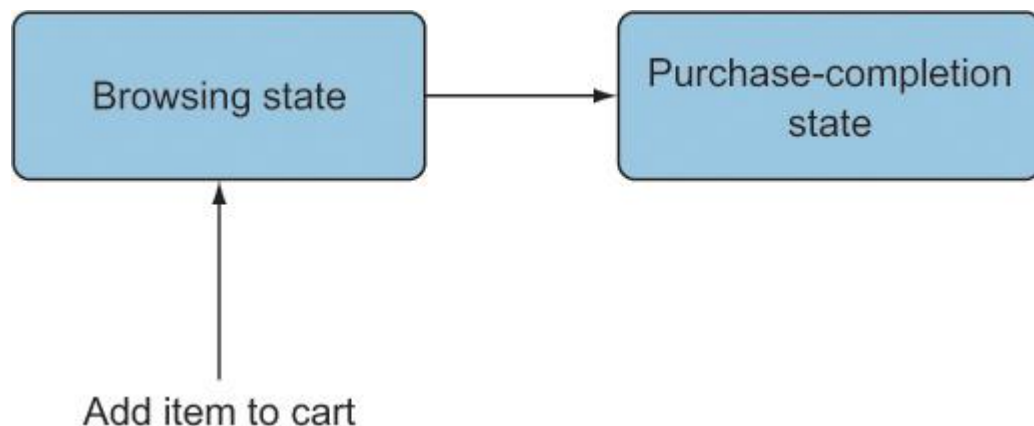 Browsing state
Purchase-completion
state
Add item to cart